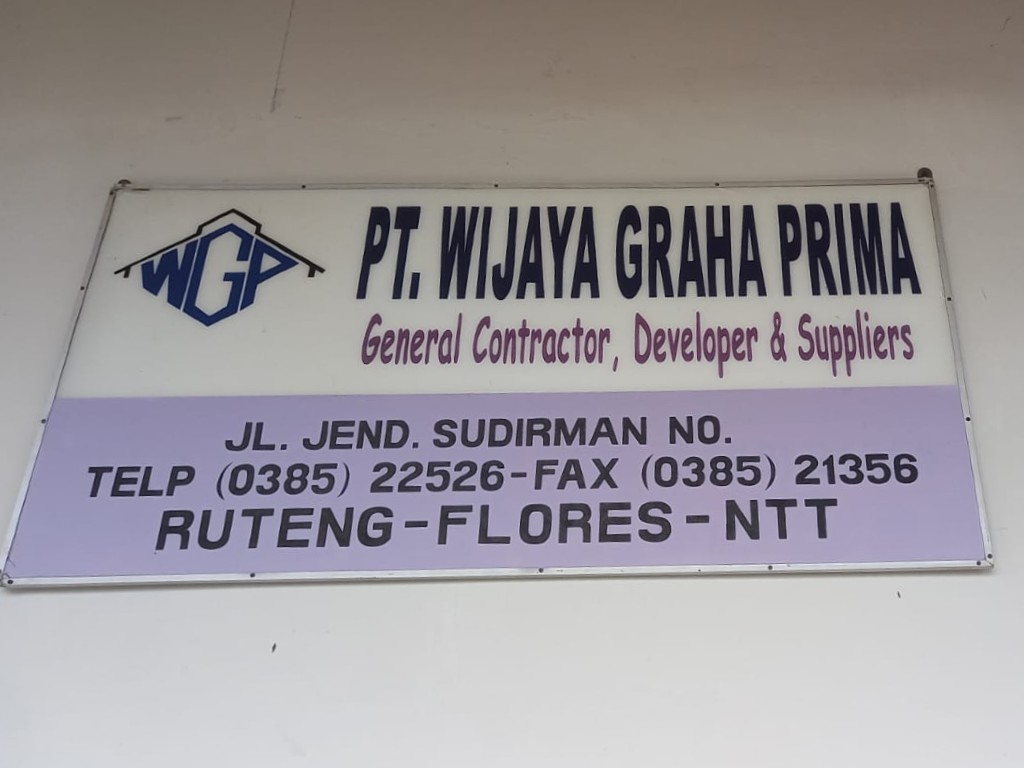 WGP
PT. WIJAYA GRAHA PRIMA
General Contractor, Developer & Suppliers
JL. JEND. SUDIRMAN NO.
TELP (0385) 22526-FAX (0385) 21356
RUTENG-FLORES-NTT